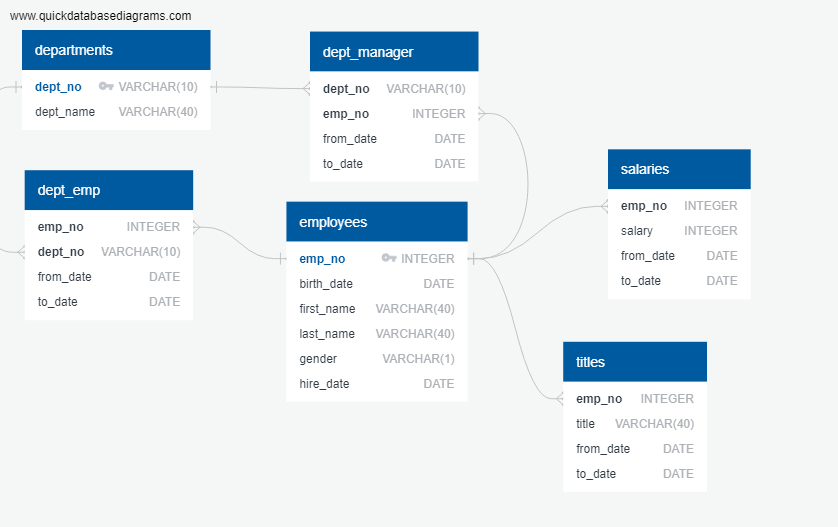 www.quickdatabasediagrams.com
departments
dept_no VARCHAR(10)
dept_name VARCHAR(40)
dept_manager
dept_no VARCHAR(10)
emp_no INTEGER
from_date DATE
to_date DATE
dept_emp
emp_no INTEGER
dept_no VARCHAR(10)
from_date DATE
to_date DATE
employees
emp_no INTEGER
birth_date DATE
first_name VARCHAR(40)
last_name VARCHAR(40)
gender VARCHAR(1)
hire_date DATE
salaries
emp_no INTEGER
salary INTEGER
from_date DATE
to_date DATE
titles
emp_no INTEGER
title VARCHAR(40)
from_date DATE
to_date DATE